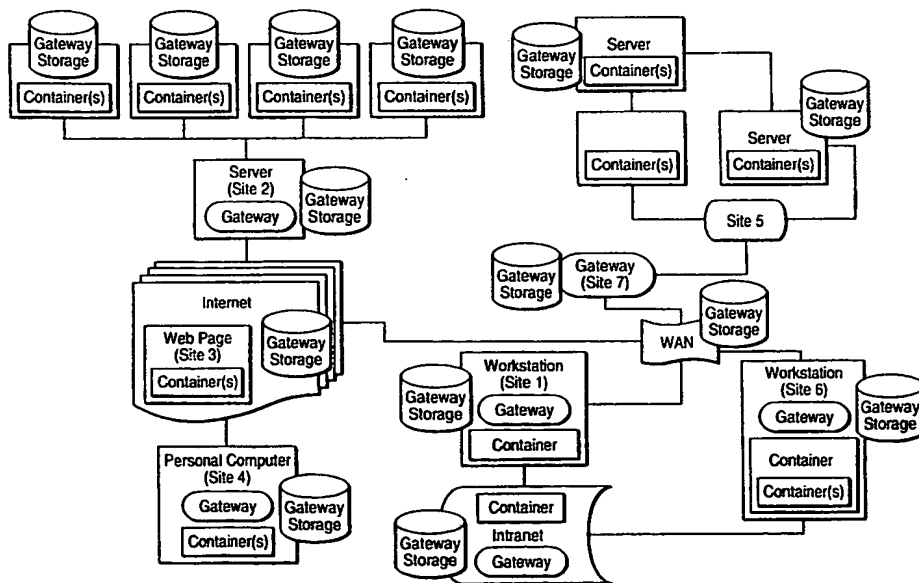 Gateway
Storage
Container(s)
Gateway
Storage
Container(s)
Gateway
Storage
Container(s)
Gateway
Storage
Container(s)
Gateway
Storage
Server
Container(s)
Container(s)
Gateway
Storage
Server
Container(s)
Server
(Site 2)
Gateway
Gateway
Storage
Site 5
Gateway
Storage
Gateway
(Site 7)
Internet
Web Page
(Site 3)
Container(s)
Gateway
Storage
Gateway
Storage
WAN
Gateway
Storage
Workstation
(Site 1)
Gateway
Container
Workstation
(Site 6)
Gateway
Container
Container(s)
Gateway
Storage
Personal Computer
(Site 4)
Gateway
Container(s)
Gateway
Storage
Gateway
Storage
Container
Intranet
Gateway